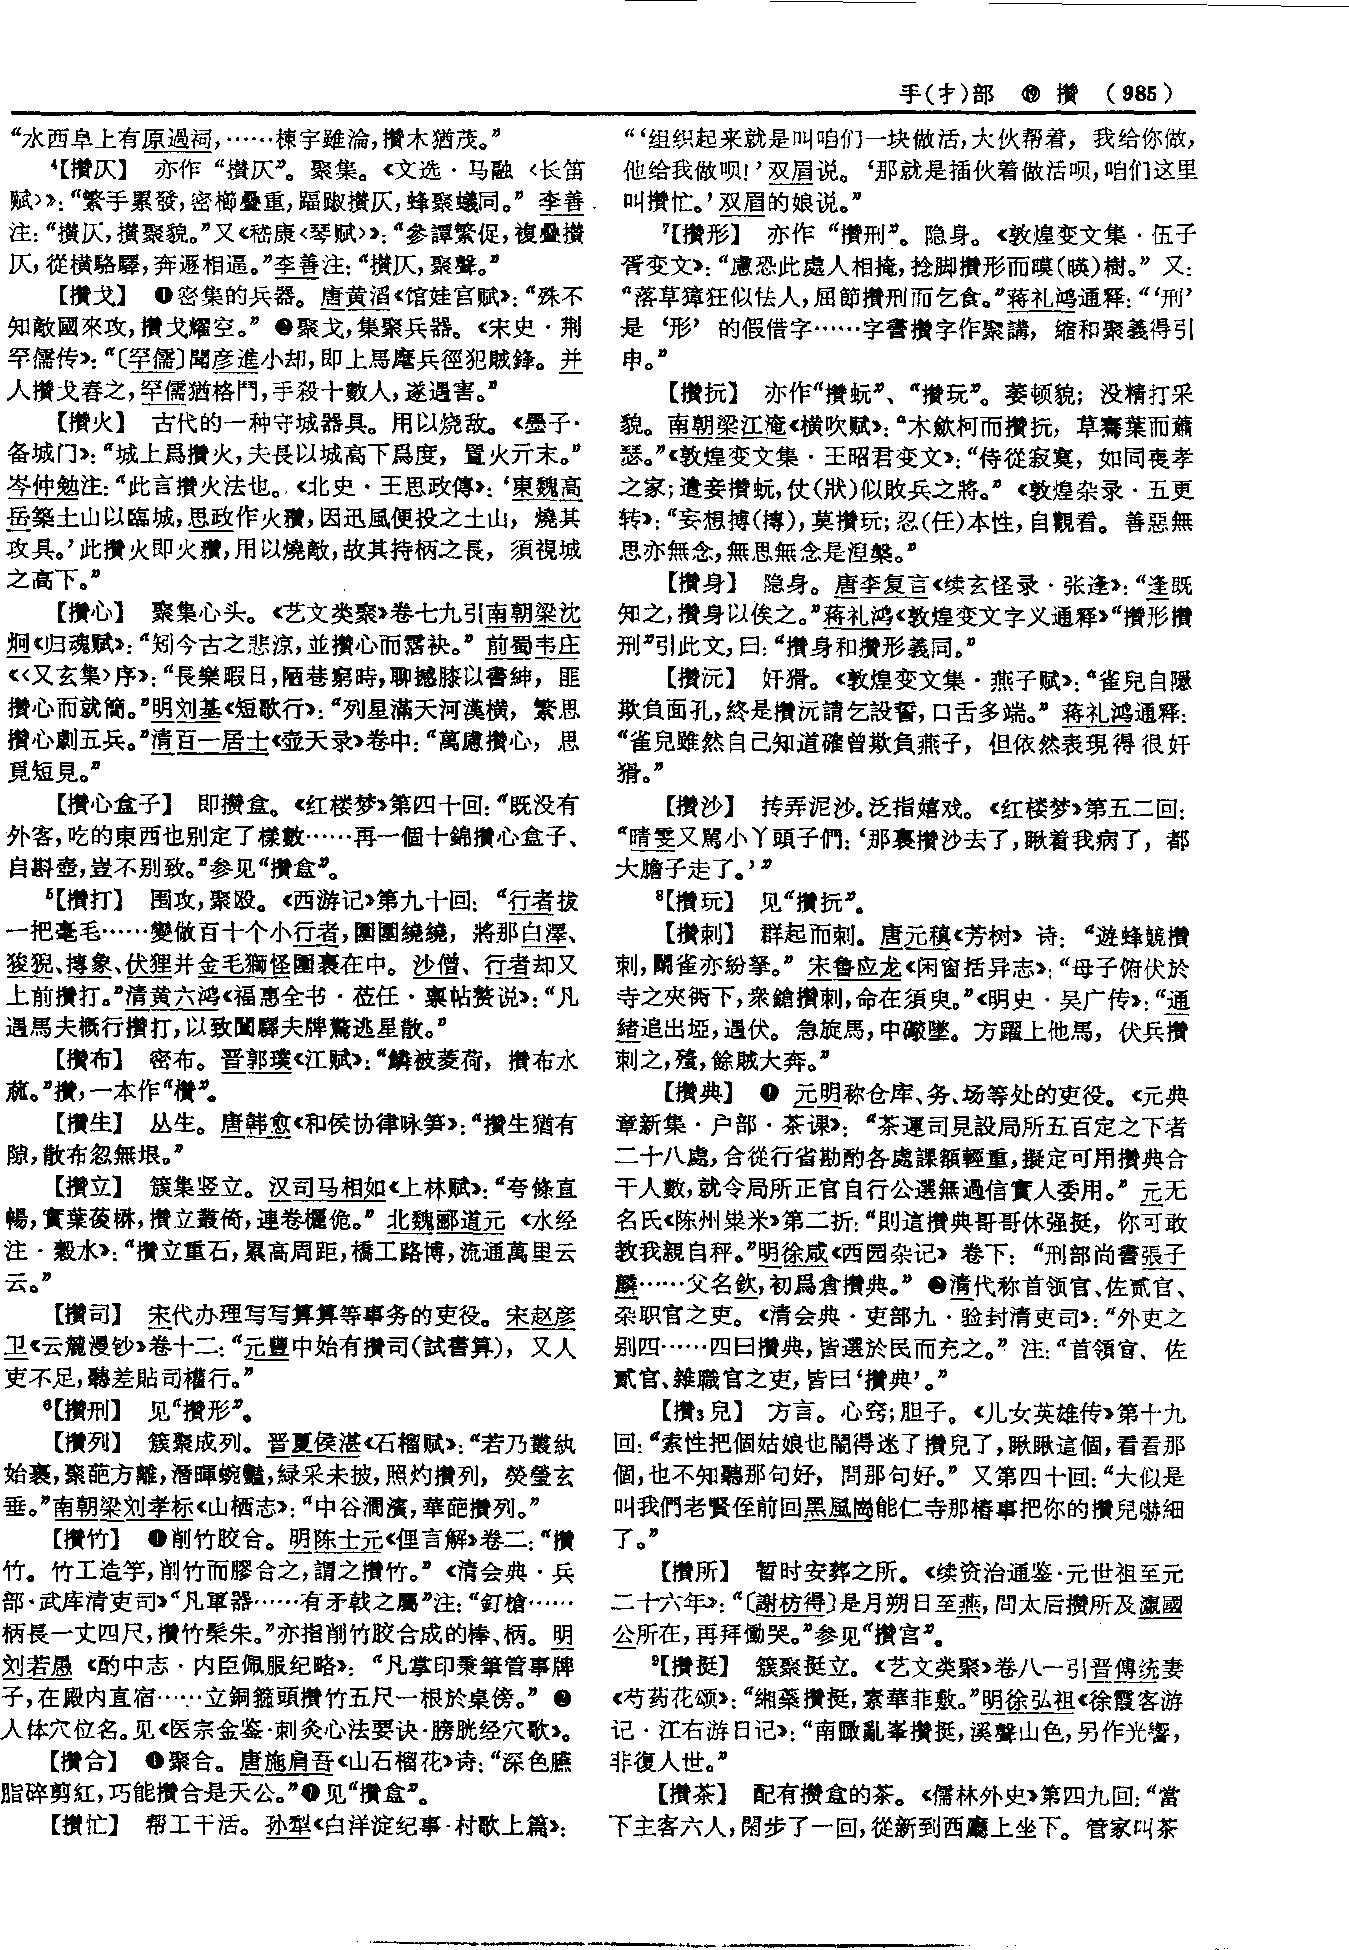 手(扌)部 ⑲ 攢 (985)
“水西阜上有原過祠，……棟宇雖淪，攢木猶茂。”
4【攢仄】 亦作“攅仄”。聚集。《文选·马融〈长笛
赋〉》：“繁手累發，密櫛疊重，踾踧攢仄，蜂聚蟻同。” 李善
注：“攢仄，攢聚貌。”又《嵇康〈琴赋〉》：“參譚繁促，複疊攢
仄，從橫駱驛，奔遯相逼。”李善注：“攢仄，聚聲。”
【攢戈】 ❶密集的兵器。唐黄滔《馆娃宫赋》：“殊不
知敵國來攻，攢戈耀空。” ❷聚戈，集聚兵器。《宋史·荆
罕儒传》：“〔罕儒〕聞彦進小却，即上馬麾兵徑犯賊鋒。并
人攢戈舂之，罕儒猶格鬥，手殺十數人，遂遇害。”
【攢火】 古代的一种守城器具。用以烧敌。《墨子·
备城门》：“城上爲攢火，夫長以城高下爲度，置火亓末。”
岑仲勉注：“此言攢火法也。《北史·王思政傳》：‘東魏高
岳築土山以臨城，思政作火穳，因迅風便投之土山，燒其
攻具。’此攢火即火穳，用以燒敵，故其持柄之長，須視城
之高下。”
【攢心】 聚集心头。《艺文类聚》卷七九引南朝梁沈
炯《归魂赋》：“矧今古之悲涼，並攢心而霑袂。” 前蜀韦庄
《〈又玄集〉序》：“長樂暇日，陋巷窮時，聊撼膝以書紳，匪
攢心而就簡。”明刘基《短歌行》：“列星滿天河漢横，繁思
攢心劇五兵。”清百一居士《壶天录》卷中：“萬慮攢心，思
覓短見。”
【攢心盒子】 即攢盒。《红楼梦》第四十回：“既没有
外客，吃的東西也别定了樣數……再一個十錦攢心盒子、
自斟壺，豈不别致。”参见“攢盒”。
5【攢打】 围攻，聚殴。《西游记》第九十回：“行者拔
一把毫毛……變做百十个小行者，圍圍繞繞，將那白澤、
狻猊、摶象、伏狸并金毛獅怪圍裹在中。沙僧、行者却又
上前攢打。”清黄六鸿《福惠全书·莅任·禀帖赘说》：“凡
遇馬夫概行攢打，以致闔驛夫牌驚逃星散。”
【攢布】 密布。晋郭璞《江赋》：“鱗被菱荷，攢布水
蓏。”攢，一本作“欑”。
【攢生】 丛生。唐韩愈《和侯协律咏笋》：“攢生猶有
隙，散布忽無垠。”
【攢立】 簇集竖立。汉司马相如《上林赋》：“夸條直
暢，實葉葰楙，攢立叢倚，連卷欐佹。” 北魏郦道元《水经
注·穀水》：“攢立重石，累高周距，橋工路博，流通萬里云
云。”
【攢司】 宋代办理写写算算等事务的吏役。宋赵彦
卫《云麓漫钞》卷十二：“元豐中始有攢司（試書算），又人
吏不足，聽差貼司權行。”
6【攢刑】 见“攢形”。
【攢列】 簇聚成列。晋夏侯湛《石榴赋》：“若乃叢紈
始裹，聚葩方離，潛暉蜿豔，緑采未披，照灼攢列，熒瑩玄
垂。”南朝梁刘孝标《山栖志》：“中谷澗濱，華葩攢列。”
【攢竹】 ❶削竹胶合。明陈士元《俚言解》卷二：“攢
竹。竹工造竽，削竹而膠合之，謂之攢竹。”《清会典·兵
部·武库清吏司》“凡軍器……有矛戟之屬”注：“釘槍……
柄長一丈四尺，攢竹髹朱。”亦指削竹胶合成的棒、柄。明
刘若愚《酌中志·内臣佩服纪略》：“凡掌印秉筆管事牌
子，在殿内直宿……立銅箍頭攢竹五尺一根於桌傍。” ❷
人体穴位名。见《医宗金鉴·刺灸心法要诀·膀胱经穴歌》。
【攢合】 ❶聚合。唐施肩吾《山石榴花》诗：“深色臙
脂碎剪紅，巧能攢合是天公。”❶见“攢盒”。
【攢忙】 帮工干活。孙犁《白洋淀纪事·村歌上篇》：
“‘组织起来就是叫咱们一块做活，大伙帮着，我给你做，
他给我做呗！’双眉说。‘那就是插伙着做活呗，咱们这里
叫攢忙。’双眉的娘说。”
7【攢形】 亦作“攢刑”。隐身。《敦煌变文集·伍子
胥变文》：“慮恐此處人相掩，捻脚攢形而暯（暎）樹。” 又：
“落草獐狂似怯人，屈節攢刑而乞食。”蒋礼鸿通释：“‘刑’
是‘形’的假借字……字書攢字作聚講，縮和聚義得引
申。”
【攢抏】 亦作“攢蚖”、“攢玩”。萎顿貌；没精打采
貌。南朝梁江淹《横吹赋》：“木歛柯而攢抏，草騫葉而蕭
瑟。”《敦煌变文集·王昭君变文》：“侍從寂寞，如同喪孝
之家；遣妾攢蚖，仗（狀）似敗兵之將。”《敦煌杂录·五更
转》：“妄想摶（摶），莫攢玩；忍（任）本性，自觀看。善惡無
思亦無念，無思無念是湼槃。”
【攢身】 隐身。唐李复言《续玄怪录·张逢》：“逢既
知之，攢身以俟之。”蒋礼鸿《敦煌变文字义通释》“攢形攢
刑”引此文，曰：“攢身和攢形義同。”
【攢沅】 奸猾。《敦煌变文集·燕子赋》：“雀兒自隱
欺負面孔，終是攢沅請乞設誓，口舌多端。” 蒋礼鸿通释：
“雀兒雖然自己知道確曾欺負燕子，但依然表現得很奸
猾。”
【攢沙】 抟弄泥沙。泛指嬉戏。《红楼梦》第五二回：
“晴雯又駡小丫頭子們：‘那裏攢沙去了，瞅着我病了，都
大膽子走了。’”
8【攢玩】 见“攢抏”。
【攢刺】 群起而刺。唐元稹《芳树》诗：“遊蜂競攢
刺，鬭雀亦紛拏。” 宋鲁应龙《闲窗括异志》：“母子俯伏於
寺之夾衖下，衆鎗攢刺，命在須臾。”《明史·吴广传》：“通
緒追出埡，遇伏。急旋馬，中礮墜。方躍上他馬，伏兵攢
刺之，殪，餘賊大奔。”
【攢典】 ❶ 元明称仓库、务、场等处的吏役。《元典
章新集·户部·茶课》：“茶運司見設局所五百定之下者
二十八處，合從行省勘酌各處課額輕重，擬定可用攢典合
干人數，就令局所正官自行公選無過信實人委用。” 元无
名氏《陈州粜米》第二折：“則這攢典哥哥休强挺，你可敢
教我親自秤。”明徐咸《西园杂记》卷下：“刑部尚書張子
麟……父名欽，初爲倉攢典。” ❷清代称首领官、佐贰官、
杂职官之吏。《清会典·吏部九·验封清吏司》：“外吏之
别四……四曰攢典，皆選於民而充之。” 注：“首領官、佐
貳官、雜職官之吏，皆曰‘攢典’。”
【攢3兒】 方言。心窍；胆子。《儿女英雄传》第十九
回：“索性把個姑娘也鬧得迷了攢兒了，瞅瞅這個，看看那
個，也不知聽那句好，問那句好。” 又第四十回：“大似是
叫我們老賢侄前回黑風崗能仁寺那樁事把你的攢兒嚇細
了。”
【攢所】 暂时安葬之所。《续资治通鉴·元世祖至元
二十六年》：“〔謝枋得〕是月朔日至燕，問太后攢所及瀛國
公所在，再拜慟哭。”参见“攢宫”。
9【攢挺】 簇聚挺立。《艺文类聚》卷八一引晋傅统妻
《芍药花颂》：“緗蘂攢挺，素華菲敷。”明徐弘祖《徐霞客游
记·江右游日记》：“南瞰亂峯攢挺，溪聲山色，另作光響，
非復人世。”
【攢茶】 配有攢盒的茶。《儒林外史》第四九回：“當
下主客六人，閑步了一回，從新到西廳上坐下。管家叫茶